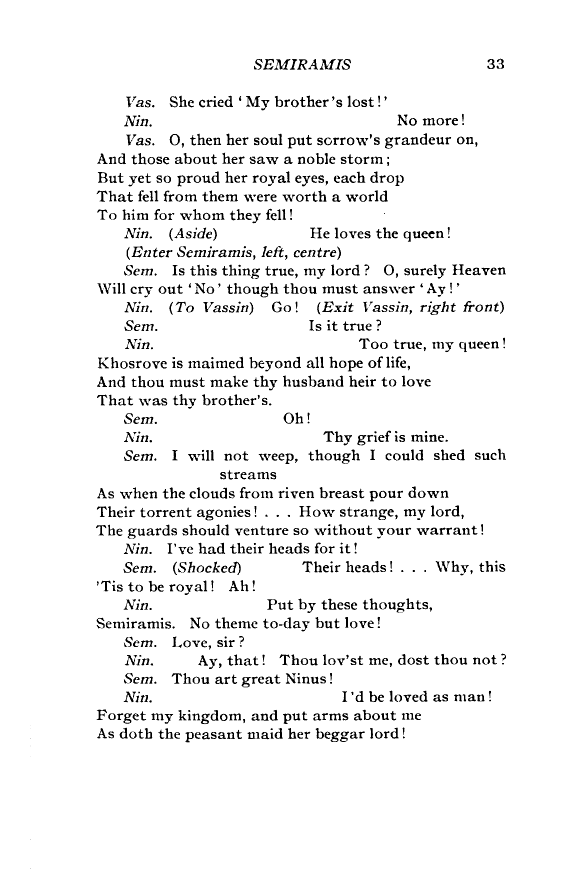 SEMIRAMIS 33
Vas. She cried ' My brother's lost!'
Nin. No more!
Vas. O, then her soul put sorrow's grandeur on,
And those about her saw a noble storm;
But yet so proud her royal eyes, each drop
That fell from them were worth a world
To him for whom they fell!
Nin. (Aside) He loves the queen!
(Enter Semiramis, left, centre)
Sem. Is this thing true, my lord? O, surely Heaven
Will cry out 'No' though thou must answer 'Ay!'
Nin. (To Vassin) Go! (Exit Vassin, right front)
Sem. Is it true?
Nin. Too true, my queen!
Khosrove is maimed beyond all hope of life,
And thou must make thy husband heir to love
That was thy brother's.
Sem. Oh!
Nin. Thy grief is mine.
Sem. I will not weep, though I could shed such
streams
As when the clouds from riven breast pour down
Their torrent agonies! . . . How strange, my lord,
The guards should venture so without your warrant!
Nin. I've had their heads for it!
Sem. (Shocked) Their heads! . . . Why, this
'Tis to be royal! Ah!
Nin. Put by these thoughts,
Semiramis. No theme to-day but love!
Sem. Love, sir?
Nin. Ay, that! Thou lov'st me, dost thou not?
Sem. Thou art great Ninus!
Nin. I'd be loved as man!
Forget my kingdom, and put arms about me
As doth the peasant maid her beggar lord!